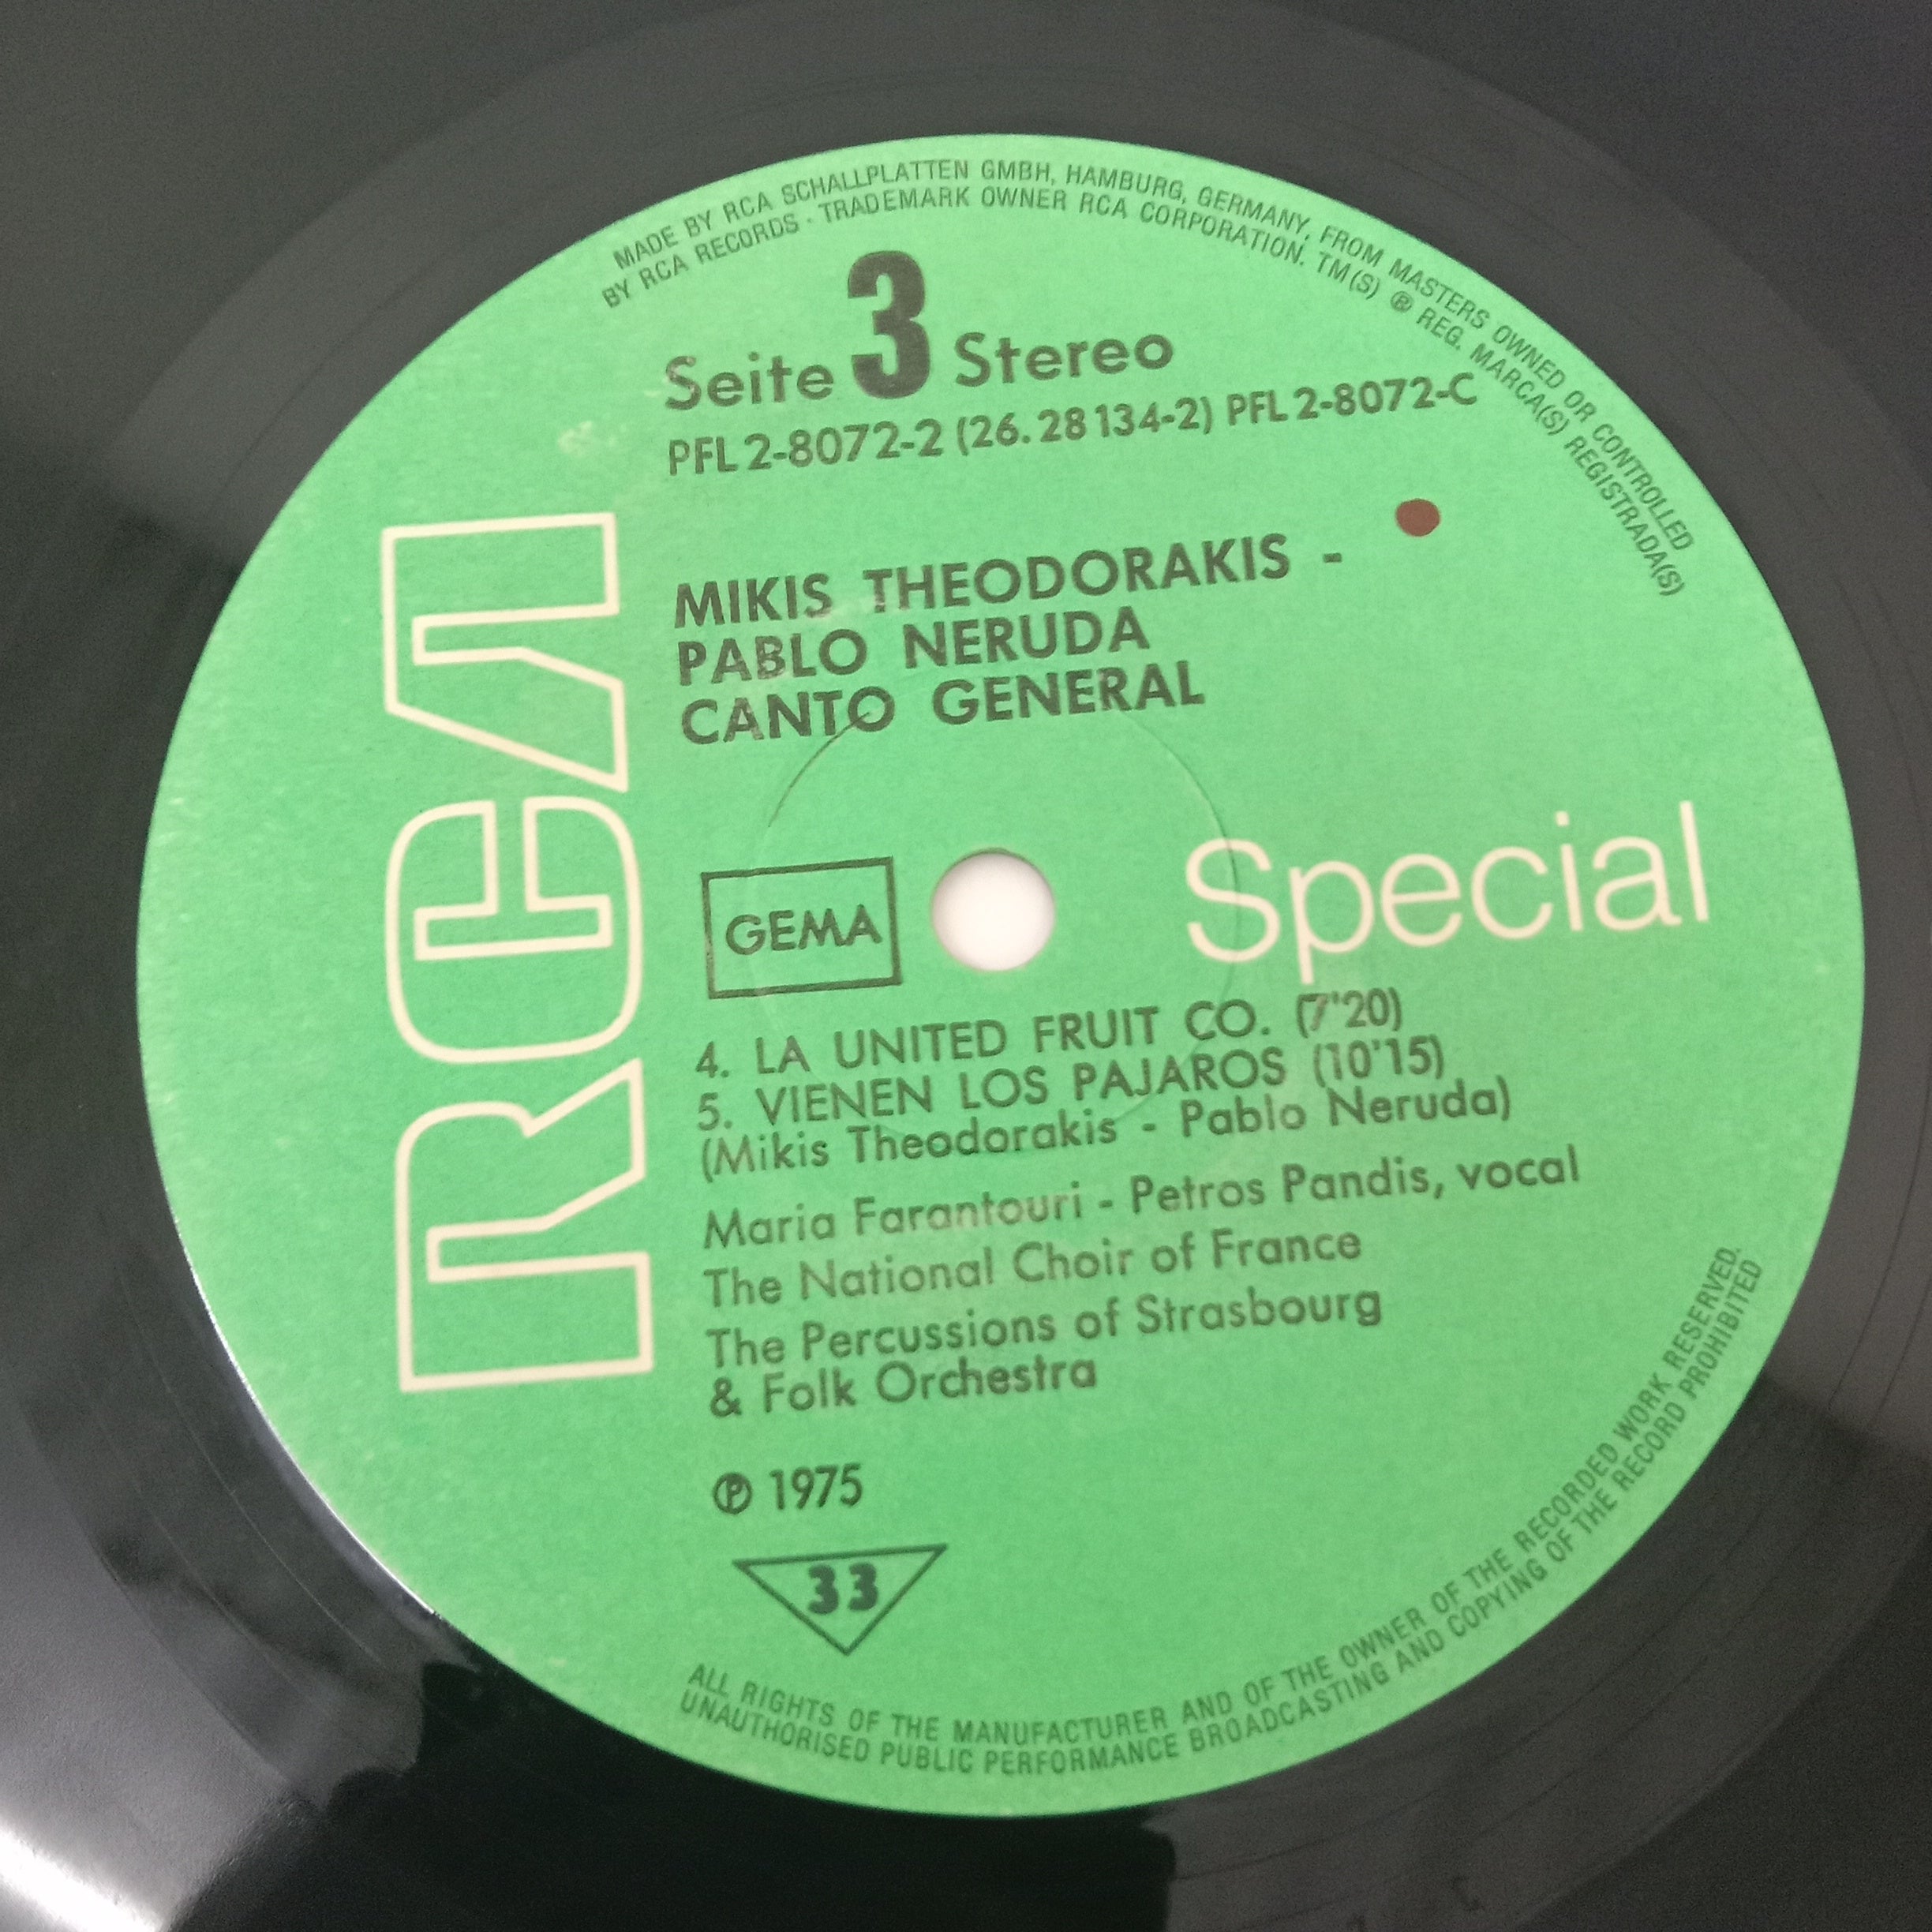 MADE BY RCA SCHALLPLATTEN GMBH, HAMBURG, GERMANY, FROM MASTERS OWNED OR CONTROLLED
BY RCA RECORDS · TRADEMARK OWNER RCA CORPORATION. TM(S) ® REG. MARCA(S) REGISTRADA(S)
Seite 3 Stereo
PFL 2-8072-2 (26.28 134-2) PFL 2-8072-C
RCA
MIKIS THEODORAKIS -
PABLO NERUDA
CANTO GENERAL
GEMA
Special
4. LA UNITED FRUIT CO. (7'20)
5. VIENEN LOS PAJAROS (10'15)
(Mikis Theodorakis - Pablo Neruda)
Maria Farantouri - Petros Pandis, vocal
The National Choir of France
The Percussions of Strasbourg
& Folk Orchestra
℗ 1975
33
ALL RIGHTS OF THE MANUFACTURER AND OF THE OWNER OF THE RECORDED WORK RESERVED.
UNAUTHORISED PUBLIC PERFORMANCE BROADCASTING AND COPYING OF THE RECORD PROHIBITED